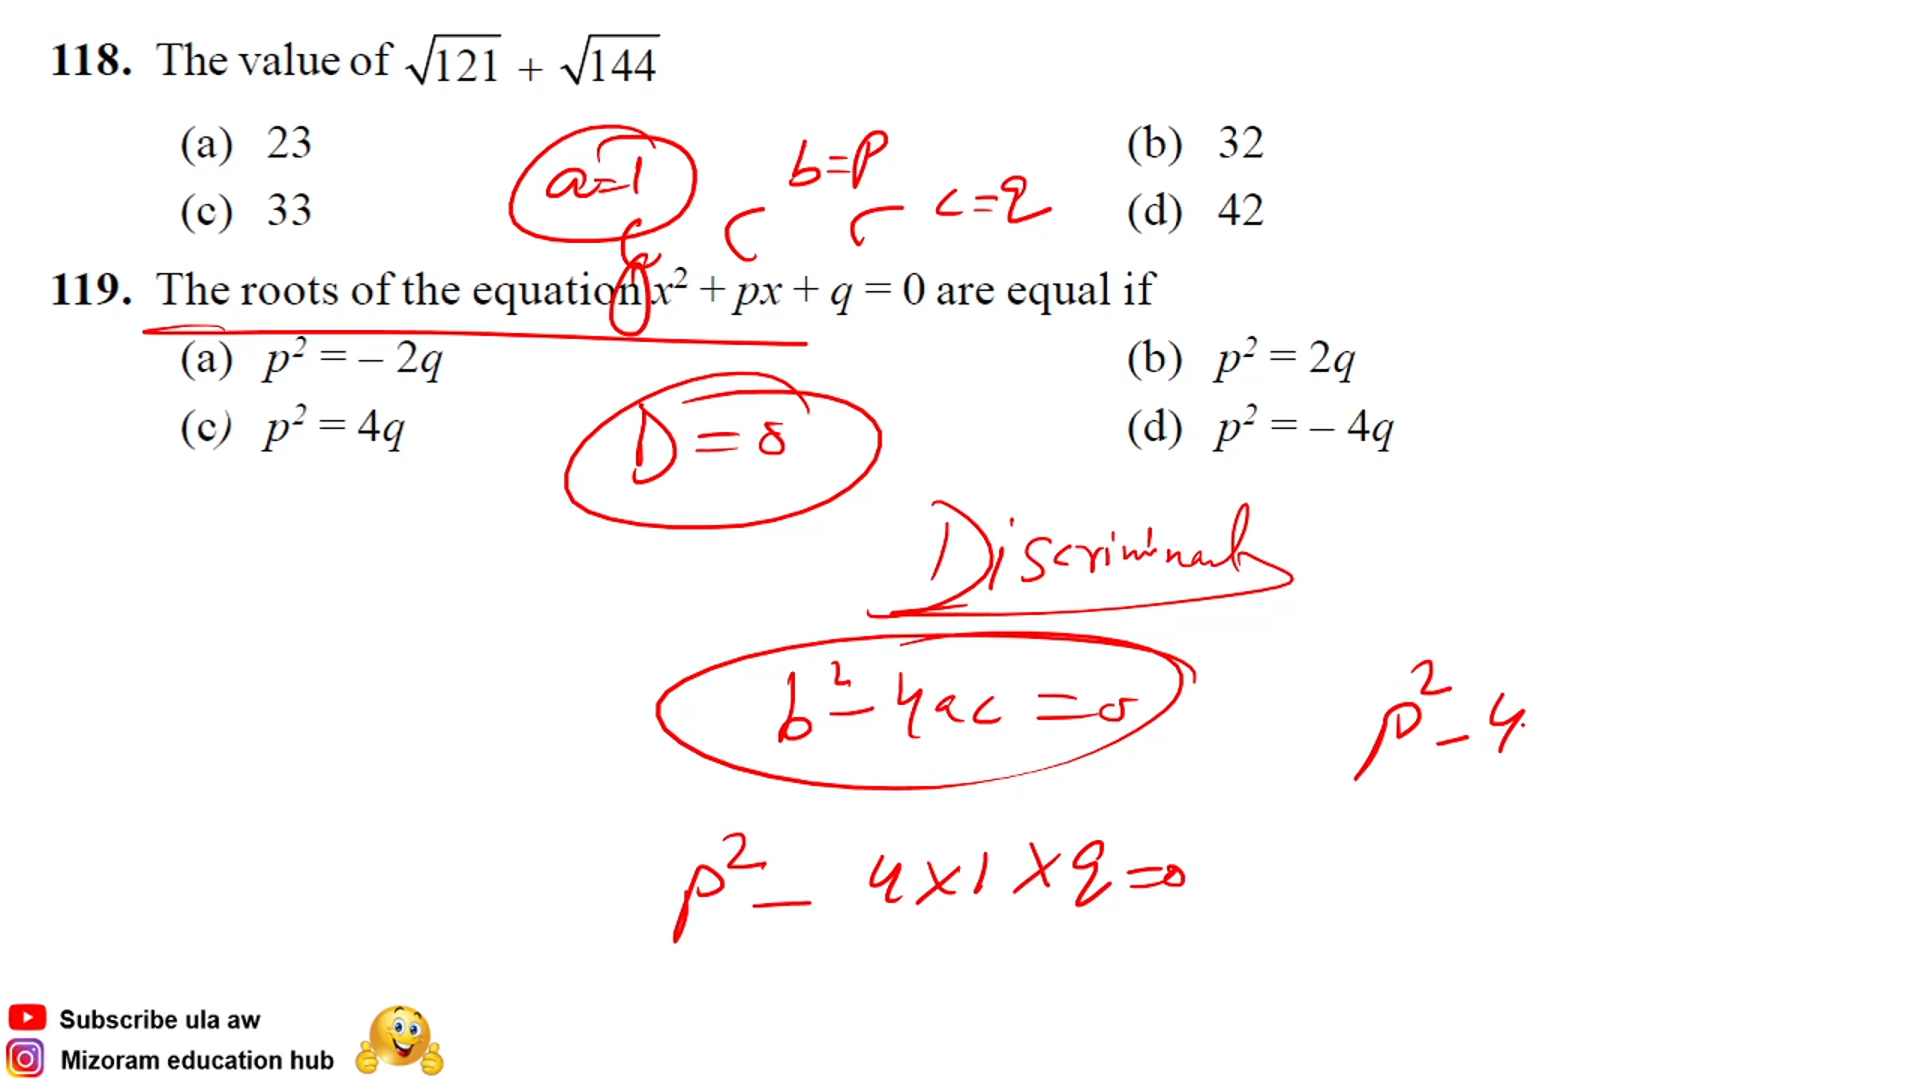 118. The value of √121 + √144
(a) 23 (b) 32
a=1 b=p
(c) 33 c=q (d) 42
119. The roots of the equation x² + px + q = 0 are equal if
(a) p² = – 2q (b) p² = 2q
(c) p² = 4q (d) p² = – 4q
D = 0
Discriminant
b² - 4ac = 0
p² - 4
p² - 4 × 1 × q = 0
Subscribe ula aw
Mizoram education hub